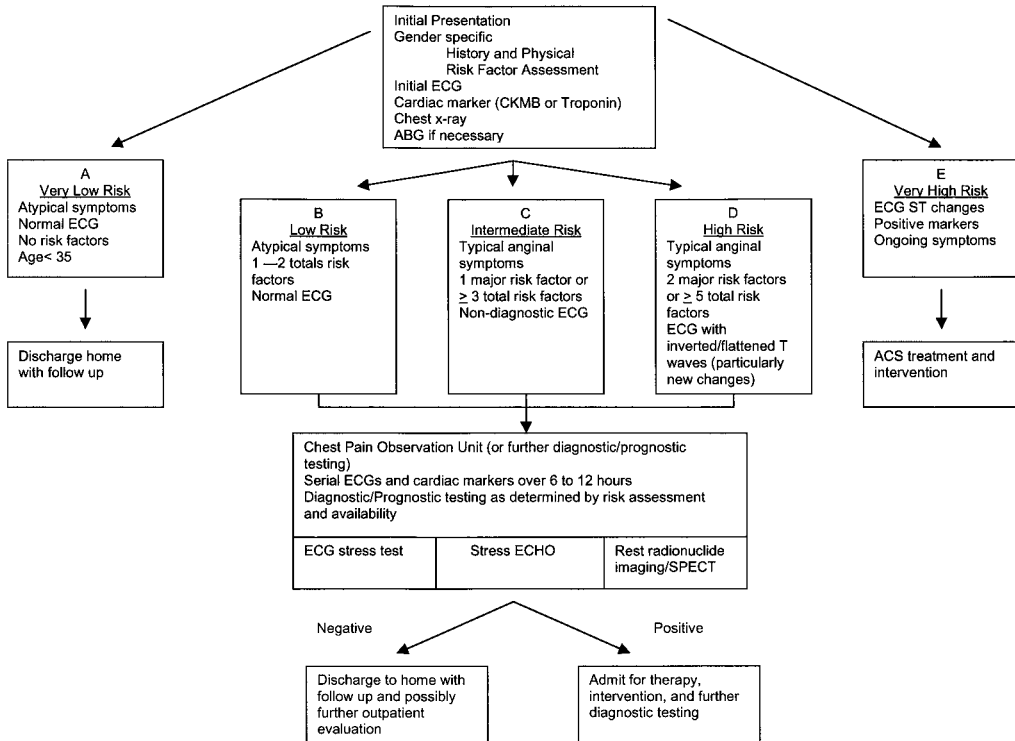 Initial Presentation
Gender specific
History and Physical
Risk Factor Assessment
Initial ECG
Cardiac marker (CKMB or Troponin)
Chest x-ray
ABG if necessary
A
Very Low Risk
Atypical symptoms
Normal ECG
No risk factors
Age< 35
B
Low Risk
Atypical symptoms
1 —2 totals risk
factors
Normal ECG
C
Intermediate Risk
Typical anginal
symptoms
1 major risk factor or
≥ 3 total risk factors
Non-diagnostic ECG
D
High Risk
Typical anginal
symptoms
2 major risk factors
or ≥ 5 total risk
factors
ECG with
inverted/flattened T
waves (particularly
new changes)
E
Very High Risk
ECG ST changes
Positive markers
Ongoing symptoms
Discharge home
with follow up
ACS treatment and
intervention
Chest Pain Observation Unit (or further diagnostic/prognostic
testing)
Serial ECGs and cardiac markers over 6 to 12 hours
Diagnostic/Prognostic testing as determined by risk assessment
and availability
ECG stress test
Stress ECHO
Rest radionuclide
imaging/SPECT
Negative
Positive
Discharge to home with
follow up and possibly
further outpatient
evaluation
Admit for therapy,
intervention, and further
diagnostic testing